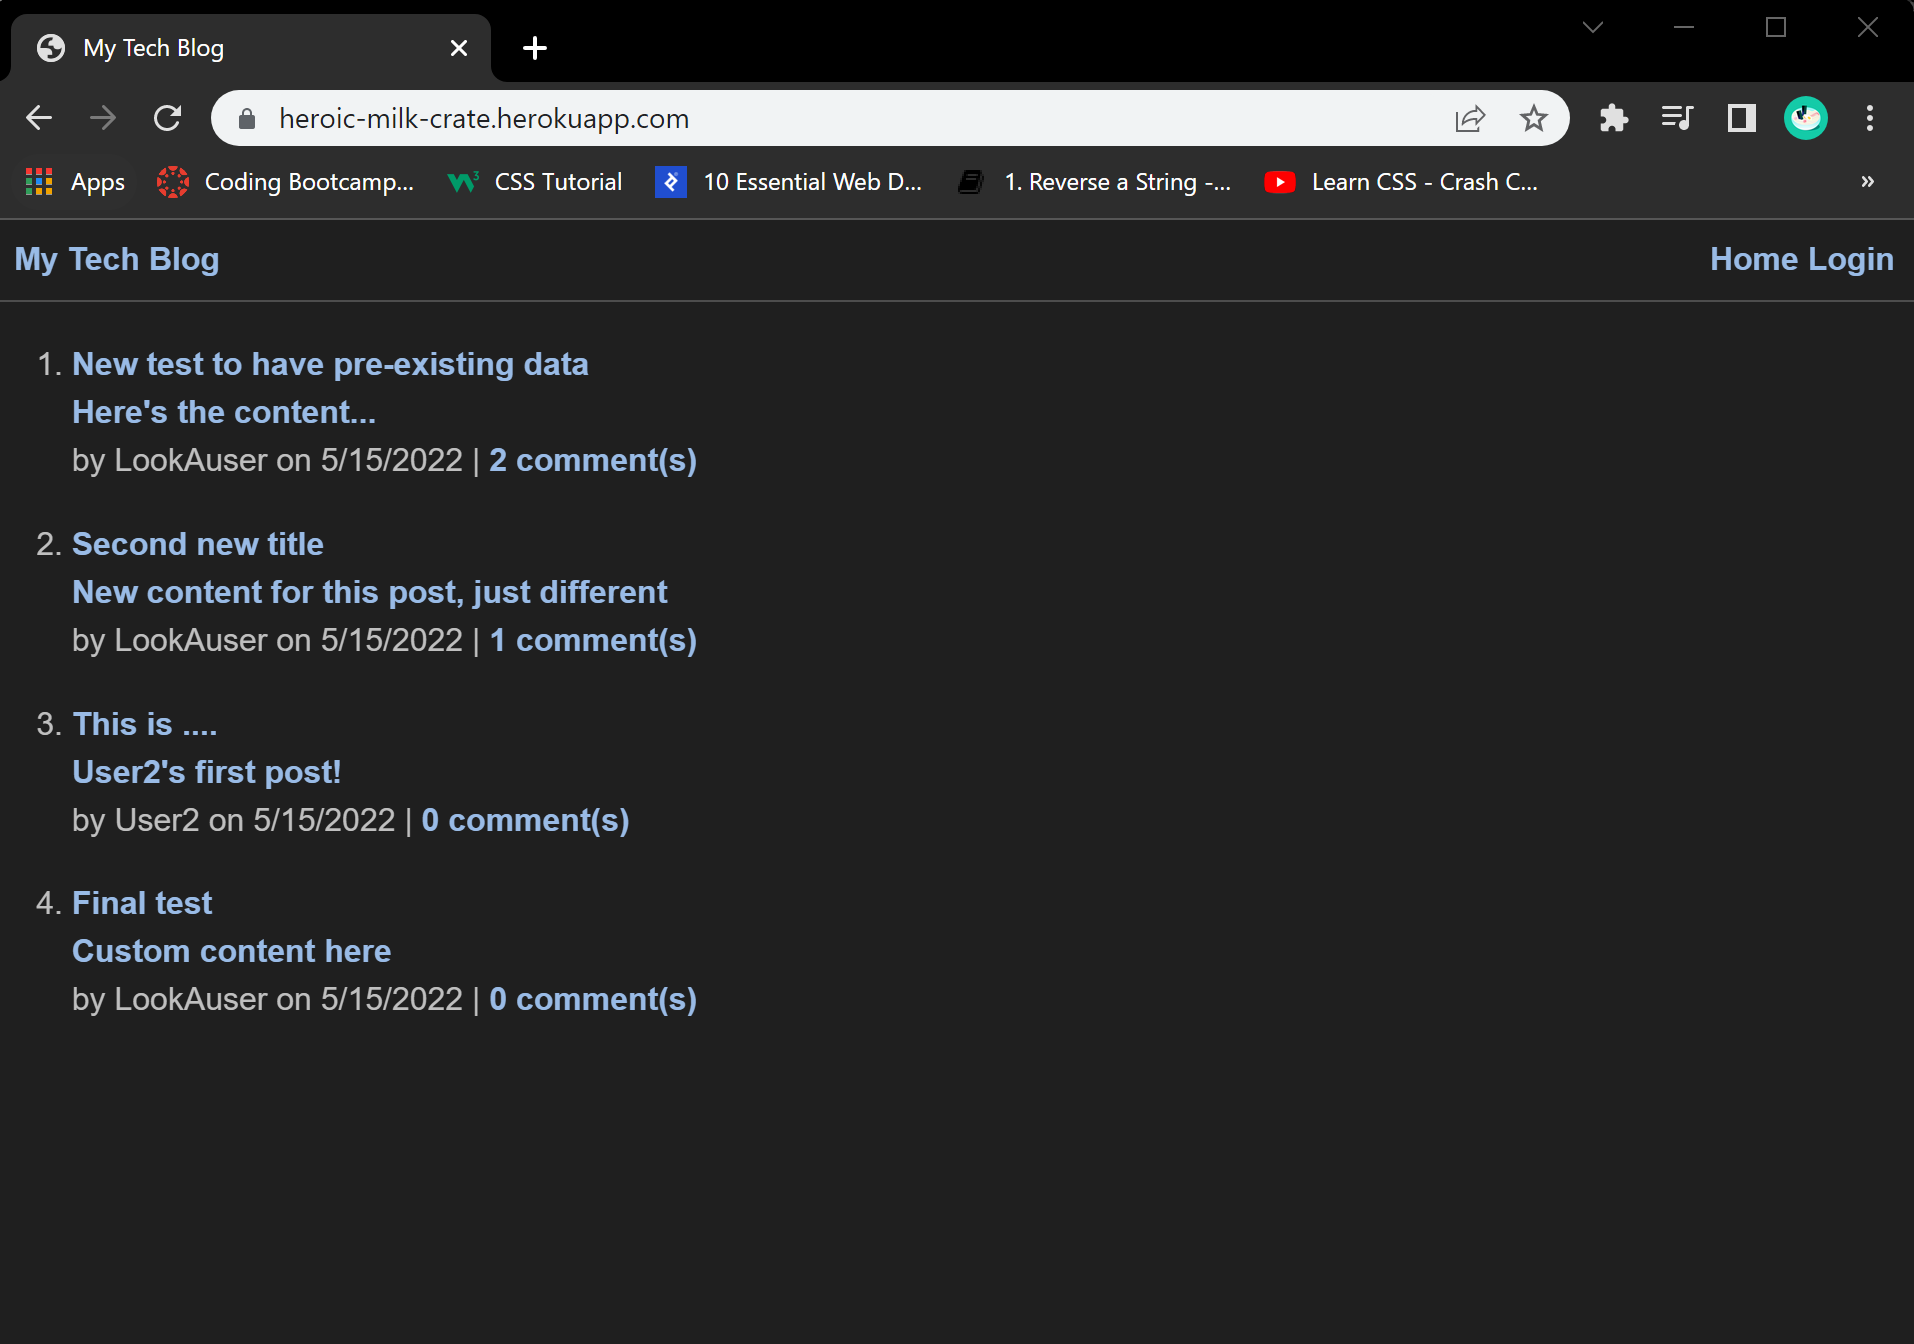 My Tech Blog
heroic-milk-crate.herokuapp.com
Apps Coding Bootcamp... W3 CSS Tutorial 10 Essential Web D... 1. Reverse a String -... Learn CSS - Crash C... »
My Tech Blog Home Login
1. New test to have pre-existing data
Here's the content...
by LookAuser on 5/15/2022 | 2 comment(s)
2. Second new title
New content for this post, just different
by LookAuser on 5/15/2022 | 1 comment(s)
3. This is ....
User2's first post!
by User2 on 5/15/2022 | 0 comment(s)
4. Final test
Custom content here
by LookAuser on 5/15/2022 | 0 comment(s)